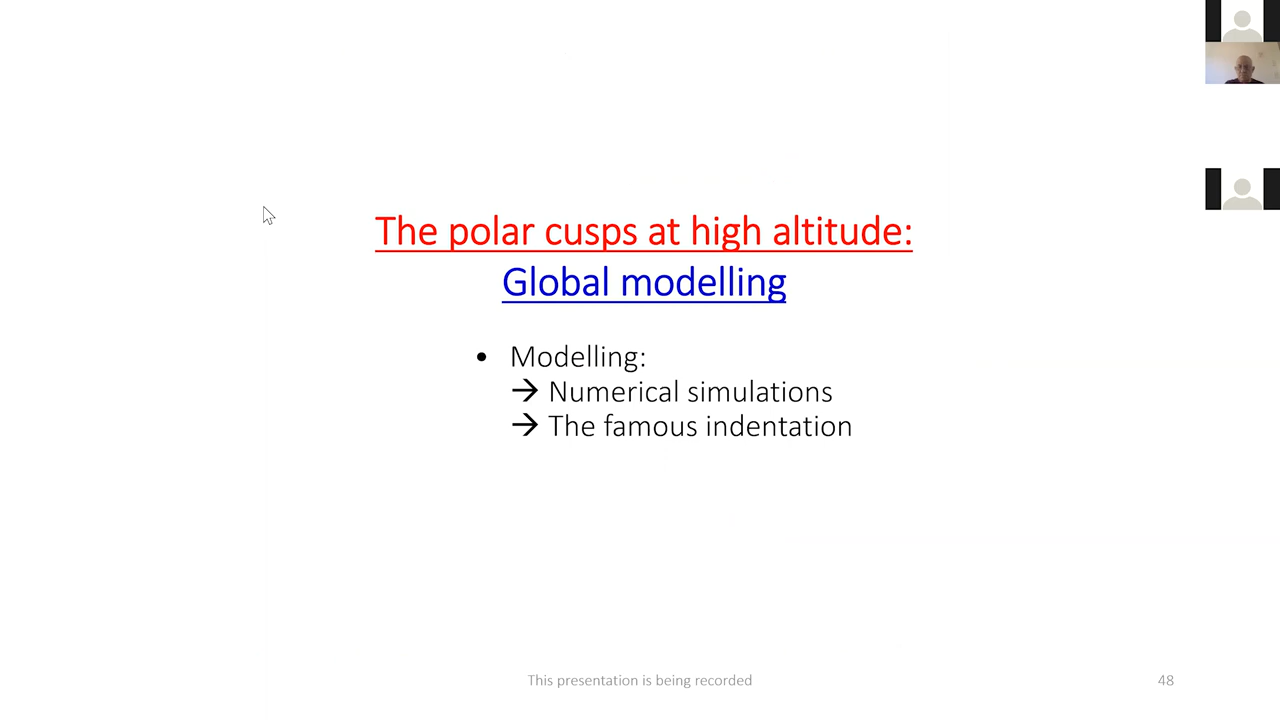 The polar cusps at high altitude:
Global modelling
• Modelling:
→ Numerical simulations
→ The famous indentation
This presentation is being recorded
48